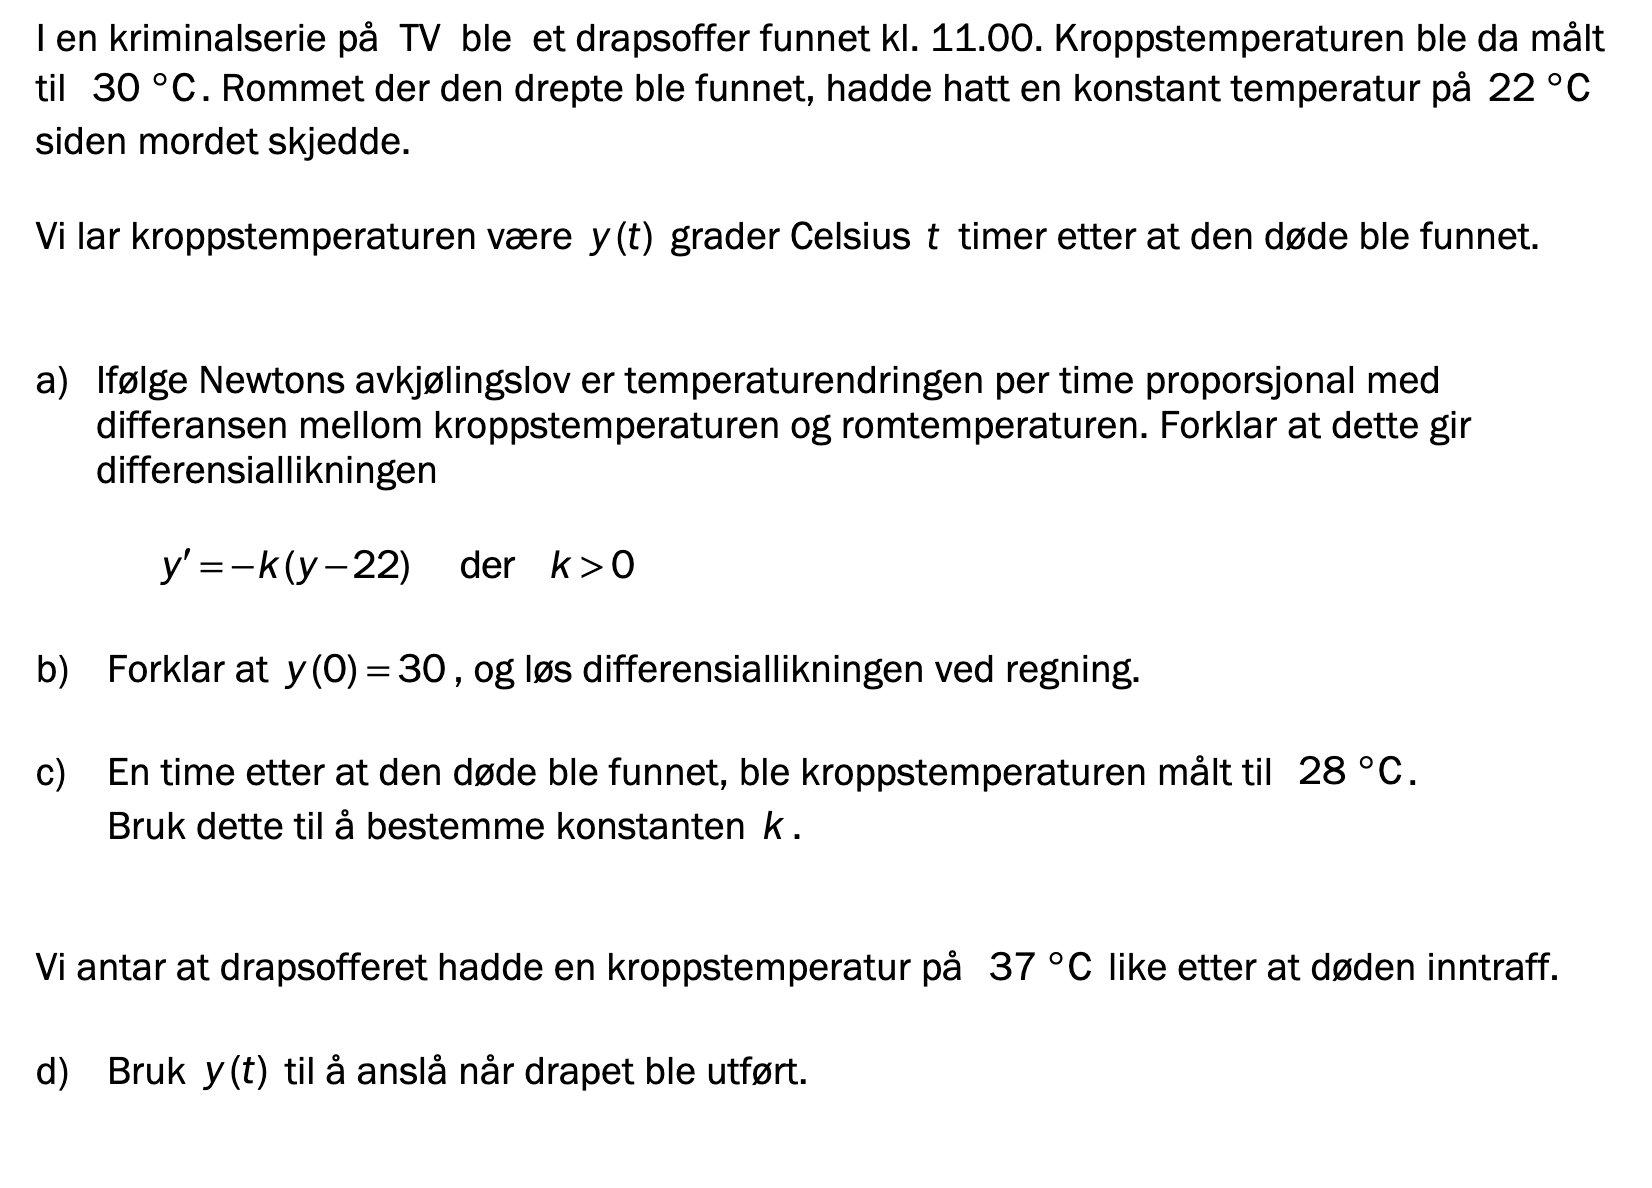 I en kriminalserie på TV ble et drapsoffer funnet kl. 11.00. Kroppstemperaturen ble da målt
til 30 °C. Rommet der den drepte ble funnet, hadde hatt en konstant temperatur på 22 °C
siden mordet skjedde.
Vi lar kroppstemperaturen være y(t) grader Celsius t timer etter at den døde ble funnet.
a) Ifølge Newtons avkjølingslov er temperaturendringen per time proporsjonal med
differansen mellom kroppstemperaturen og romtemperaturen. Forklar at dette gir
differensiallikningen
y′ = −k(y − 22) der k > 0
b) Forklar at y(0) = 30, og løs differensiallikningen ved regning.
c) En time etter at den døde ble funnet, ble kroppstemperaturen målt til 28 °C.
Bruk dette til å bestemme konstanten k.
Vi antar at drapsofferet hadde en kroppstemperatur på 37 °C like etter at døden inntraff.
d) Bruk y(t) til å anslå når drapet ble utført.